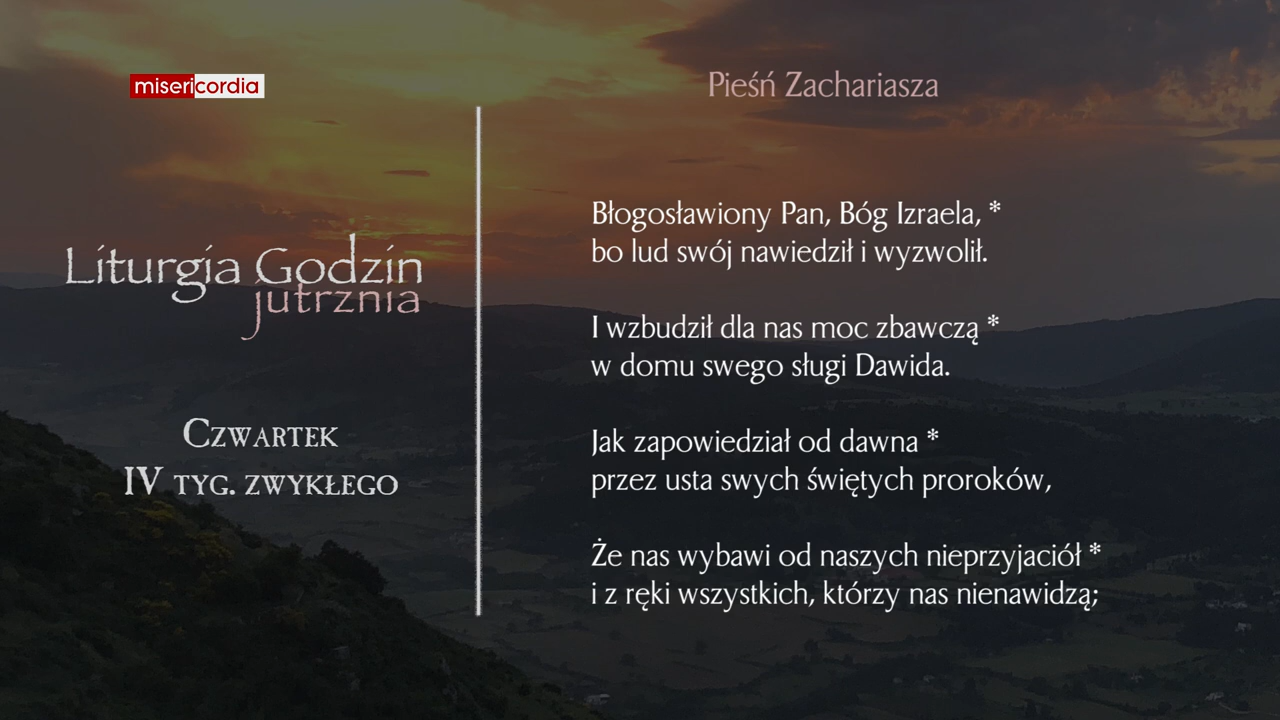 misericordia
Liturgia Godzin
jutrznia
Czwartek
IV tyg. zwykłego
Pieśń Zachariasza
Błogosławiony Pan, Bóg Izraela, *
bo lud swój nawiedził i wyzwolił.
I wzbudził dla nas moc zbawczą *
w domu swego sługi Dawida.
Jak zapowiedział od dawna *
przez usta swych świętych proroków,
Że nas wybawi od naszych nieprzyjaciół *
i z ręki wszystkich, którzy nas nienawidzą;